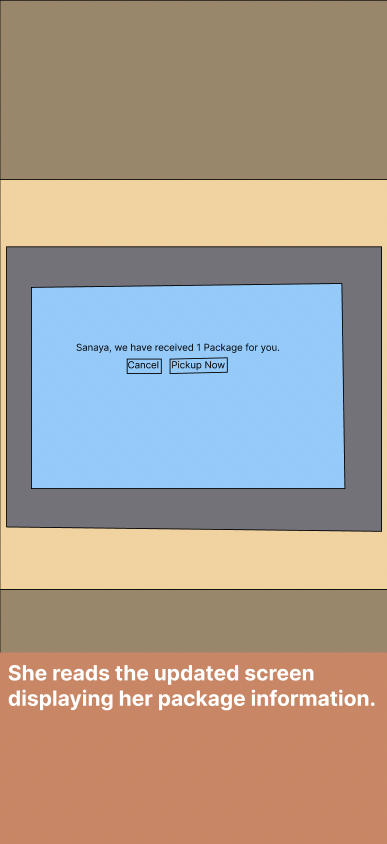 Sanaya, we have received 1 Package for you.
Cancel Pickup Now
She reads the updated screen
displaying her package information.